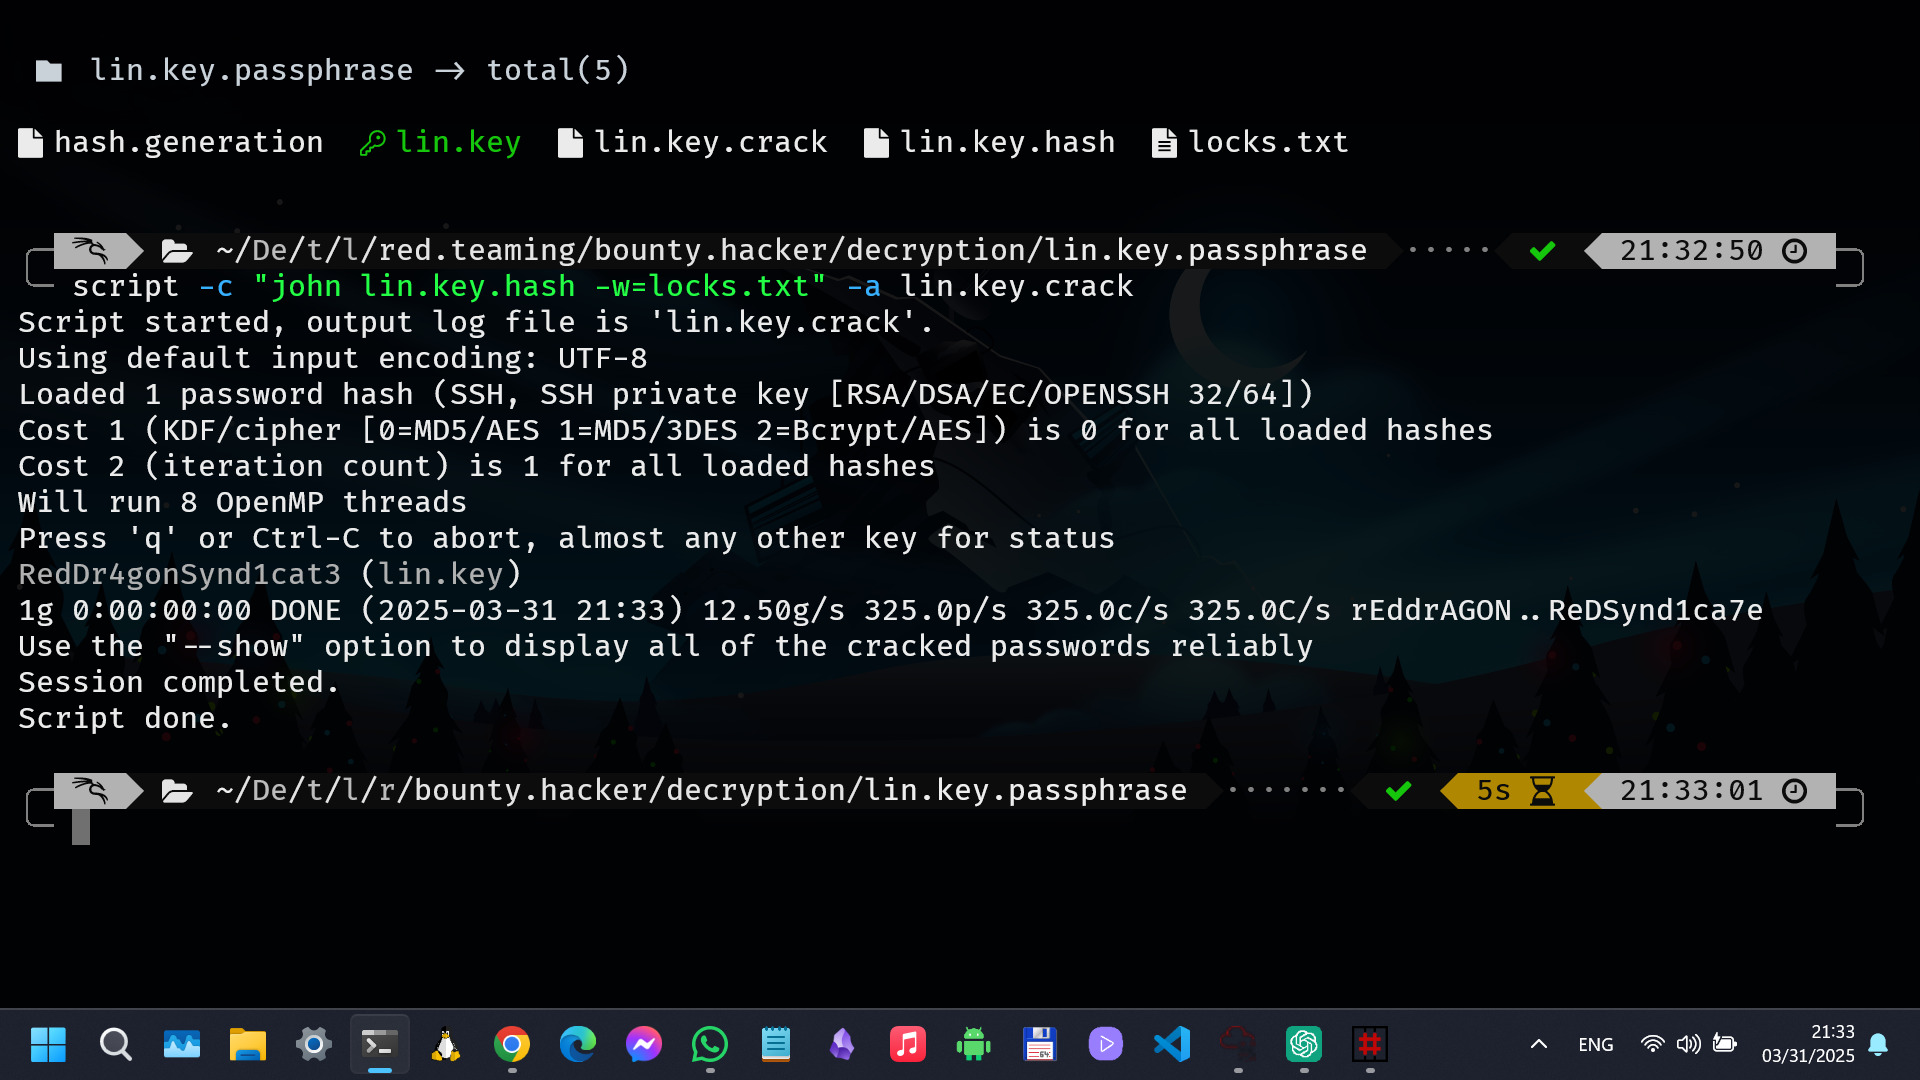 lin.key.passphrase → total(5)
hash.generation lin.key lin.key.crack lin.key.hash locks.txt
~/De/t/l/red.teaming/bounty.hacker/decryption/lin.key.passphrase ····· ✔ 21:32:50
script -c "john lin.key.hash -w=locks.txt" -a lin.key.crack
Script started, output log file is 'lin.key.crack'.
Using default input encoding: UTF-8
Loaded 1 password hash (SSH, SSH private key [RSA/DSA/EC/OPENSSH 32/64])
Cost 1 (KDF/cipher [0=MD5/AES 1=MD5/3DES 2=Bcrypt/AES]) is 0 for all loaded hashes
Cost 2 (iteration count) is 1 for all loaded hashes
Will run 8 OpenMP threads
Press 'q' or Ctrl-C to abort, almost any other key for status
RedDr4gonSynd1cat3 (lin.key)
1g 0:00:00:00 DONE (2025-03-31 21:33) 12.50g/s 325.0p/s 325.0c/s 325.0C/s rEddrAGON..ReDSynd1ca7e
Use the "--show" option to display all of the cracked passwords reliably
Session completed.
Script done.
~/De/t/l/r/bounty.hacker/decryption/lin.key.passphrase ······· ✔ 5s 21:33:01
64
ENG
21:33
03/31/2025